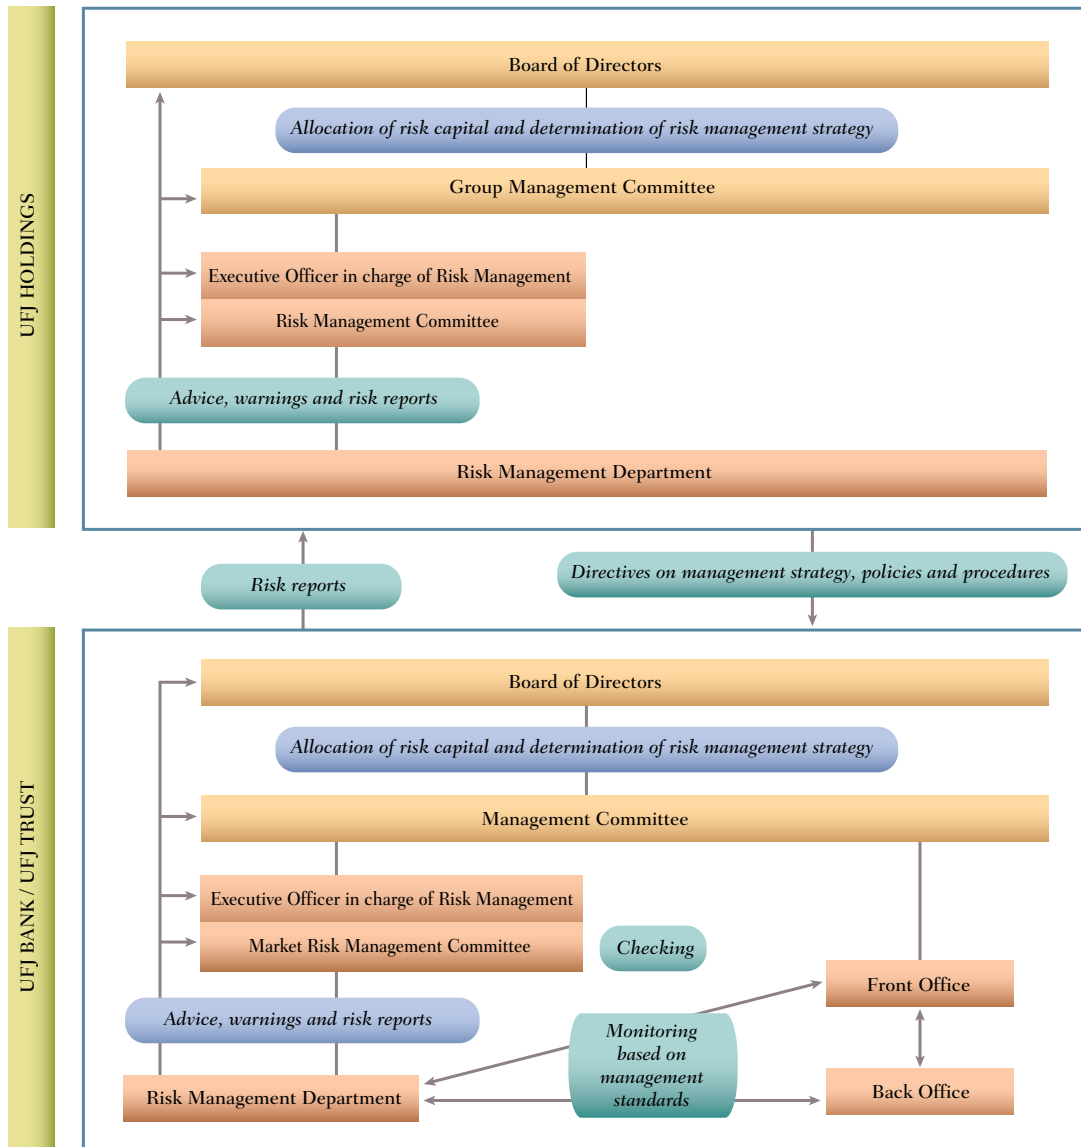 UFJ HOLDINGS
Board of Directors
Allocation of risk capital and determination of risk management strategy
Group Management Committee
Executive Officer in charge of Risk Management
Risk Management Committee
Advice, warnings and risk reports
Risk Management Department
Risk reports
Directives on management strategy, policies and procedures
UFJ BANK / UFJ TRUST
Board of Directors
Allocation of risk capital and determination of risk management strategy
Management Committee
Executive Officer in charge of Risk Management
Market Risk Management Committee
Checking
Front Office
Advice, warnings and risk reports
Monitoring
based on
management
standards
Risk Management Department
Back Office